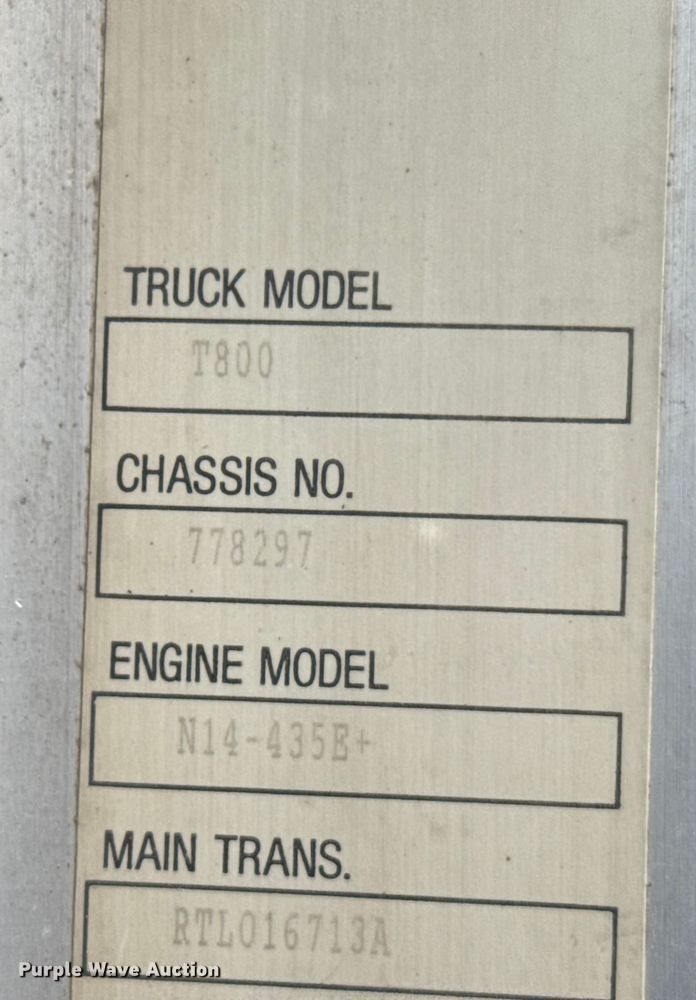 TRUCK MODEL
T800
CHASSIS NO.
778297
ENGINE MODEL
N14-435E+
MAIN TRANS.
RTLO16713A
Purple Wave Auction